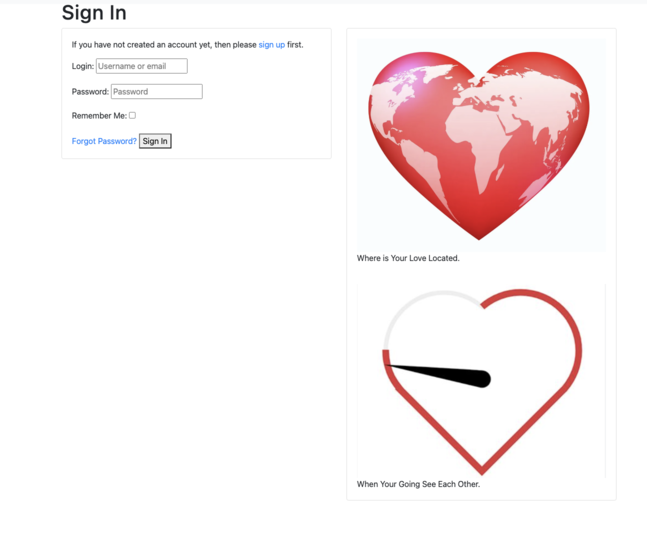 Sign In
If you have not created an account yet, then please sign up first.
Login: Username or email
Password: Password
Remember Me:
Forgot Password? Sign In
Where is Your Love Located.
When Your Going See Each Other.